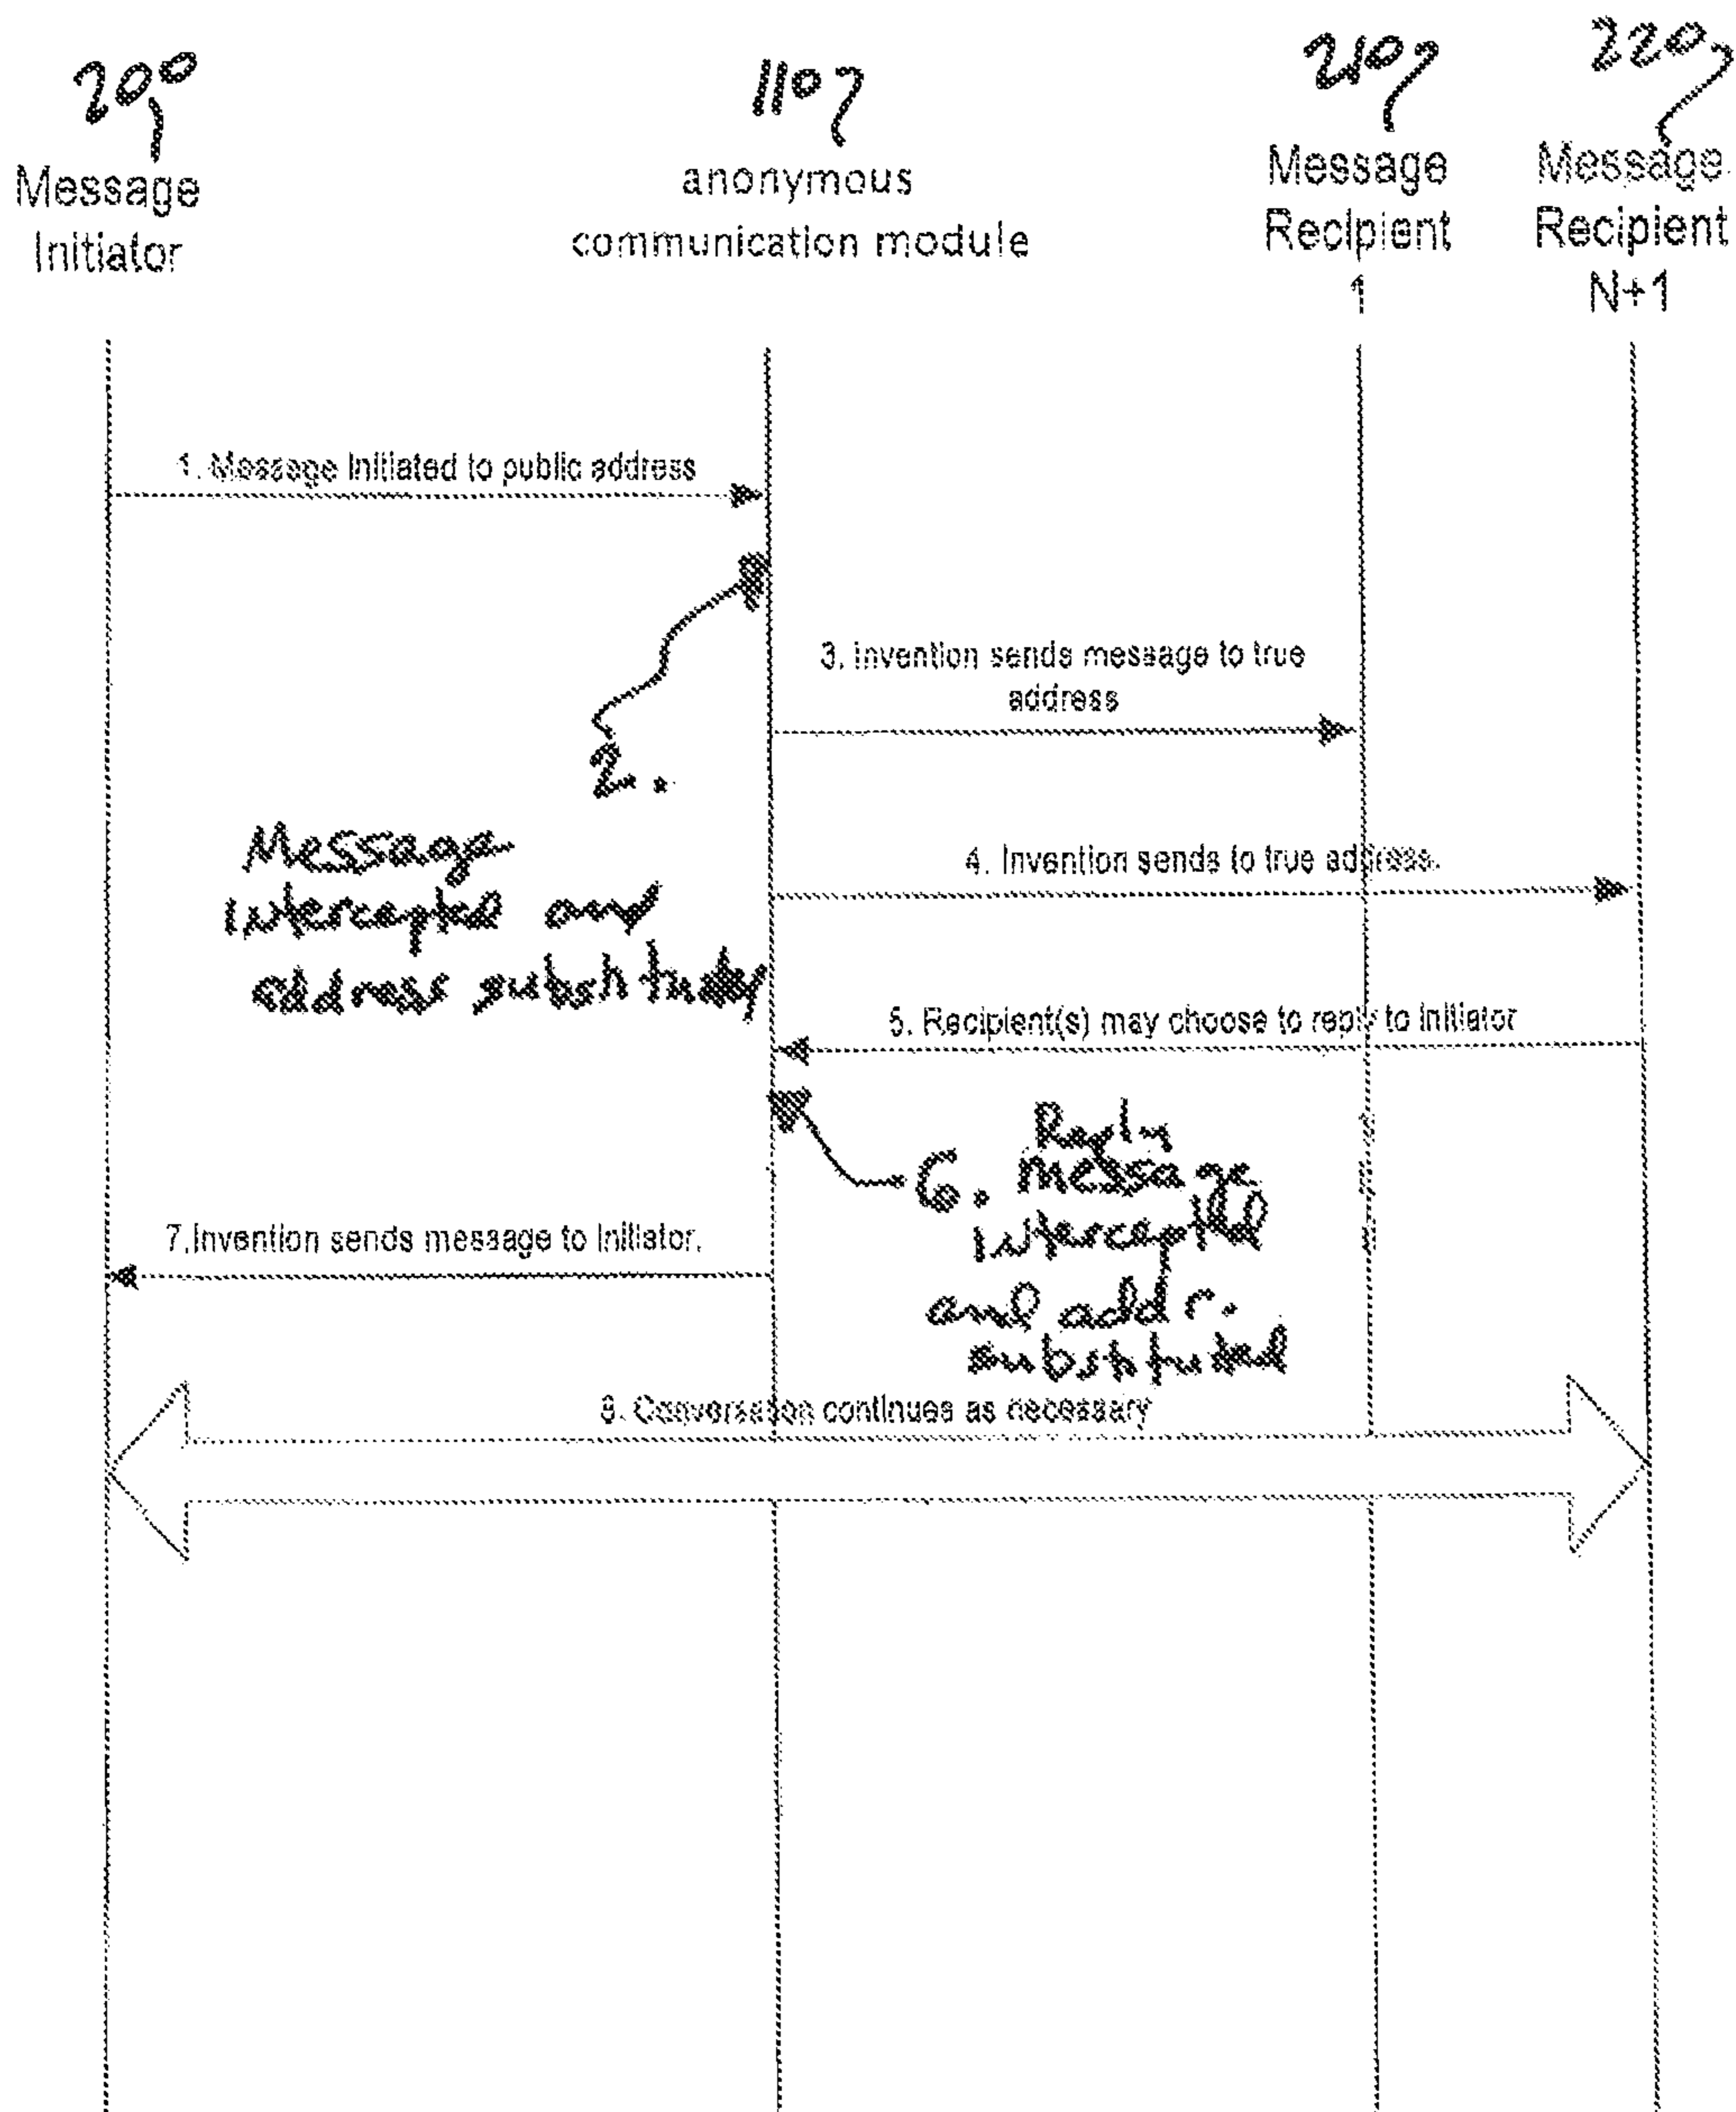 200
110
210
220
Message
Initiator
anonymous
communication module
Message
Recipient
1
Message
Recipient
N+1
1. Message Initiated to public address
2.
Message
intercepted and
address
3. Invention sends message to true
address
4. Invention sends to true address.
5. Recipient(s) may choose to reply to Initiator
6. Reply
message
intercepted
and addr.
substituted
7.Invention sends message to Initiator.
8. Conversation continues as necessary